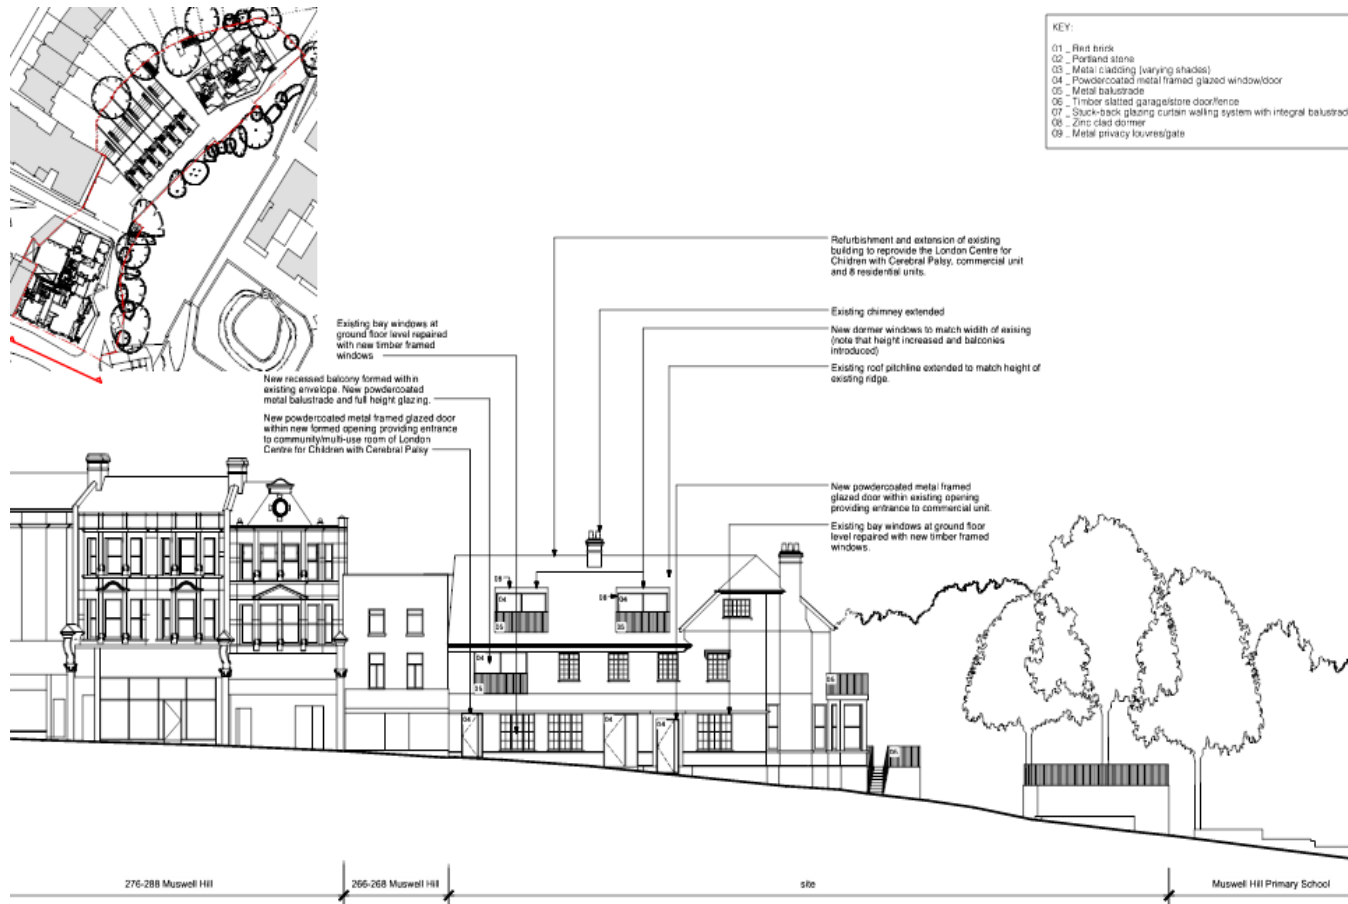 KEY:
01 _ Red brick
02 _ Portland stone
03 _ Metal cladding (varying shades)
04 _ Powdercoated metal framed glazed window/door
05 _ Metal balustrade
06 _ Timber slatted garage/store door/fence
07 _ Stuck-back glazing curtain walling system with integral balustrad
08 _ Zinc clad dormer
09 _ Metal privacy louvres/gate
Refurbishment and extension of existing
building to reprovide the London Centre for
Children with Cerebral Palsy, commercial unit
and 8 residential units.
Existing chimney extended
New dormer windows to match width of existing
(note that height increased and balconies
introduced)
Existing roof pitchline extended to match height of
existing ridge.
Existing bay windows at
ground floor level repaired
with new timber framed
windows
New recessed balcony formed within
existing envelope. New powdercoated
metal balustrade and full height glazing.
New powdercoated metal framed glazed door
within new formed opening providing entrance
to community/multi-use room of London
Centre for Children with Cerebral Palsy
New powdercoated metal framed
glazed door within existing opening
providing entrance to commercial unit.
Existing bay windows at ground floor
level repaired with new timber framed
windows.
08
04
08
04
05
05
04
05
05
04
04
04
05
276-288 Muswell Hill
266-268 Muswell Hill
site
Muswell Hill Primary School